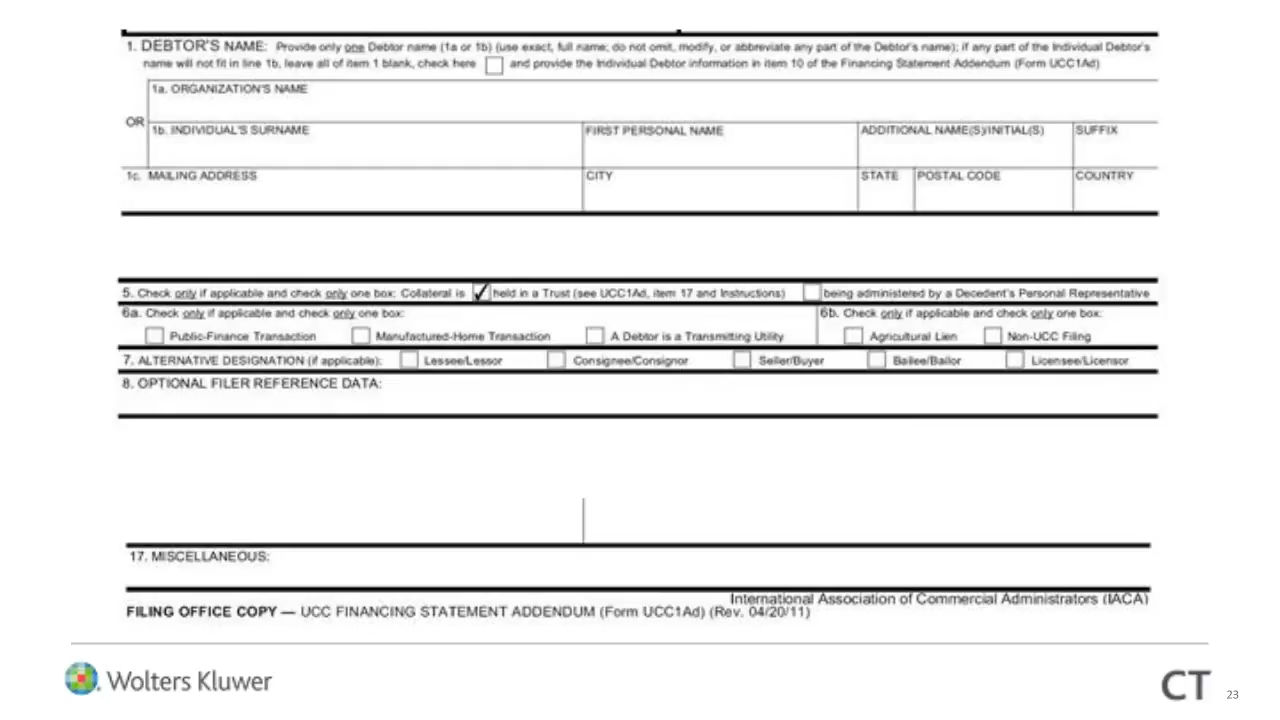 1. DEBTOR'S NAME: Provide only one Debtor name (1a or 1b) (use exact, full name; do not omit, modify, or abbreviate any part of the Debtor's name); if any part of the Individual Debtor's
name will not fit in line 1b, leave all of item 1 blank, check here and provide the Individual Debtor information in item 10 of the Financing Statement Addendum (Form UCC1Ad)
1a. ORGANIZATION'S NAME
OR
1b. INDIVIDUAL'S SURNAME FIRST PERSONAL NAME ADDITIONAL NAME(S)/INITIAL(S) SUFFIX
1c. MAILING ADDRESS CITY STATE POSTAL CODE COUNTRY
5. Check only if applicable and check only one box: Collateral is held in a Trust (see UCC1Ad, item 17 and Instructions) being administered by a Decedent's Personal Representative
6a. Check only if applicable and check only one box: 6b. Check only if applicable and check only one box:
Public-Finance Transaction Manufactured-Home Transaction A Debtor is a Transmitting Utility Agricultural Lien Non-UCC Filing
7. ALTERNATIVE DESIGNATION (if applicable): Lessee/Lessor Consignee/Consignor Seller/Buyer Bailee/Bailor Licensee/Licensor
8. OPTIONAL FILER REFERENCE DATA:
17. MISCELLANEOUS:
International Association of Commercial Administrators (IACA)
FILING OFFICE COPY — UCC FINANCING STATEMENT ADDENDUM (Form UCC1Ad) (Rev. 04/20/11)
Wolters Kluwer
CT 23